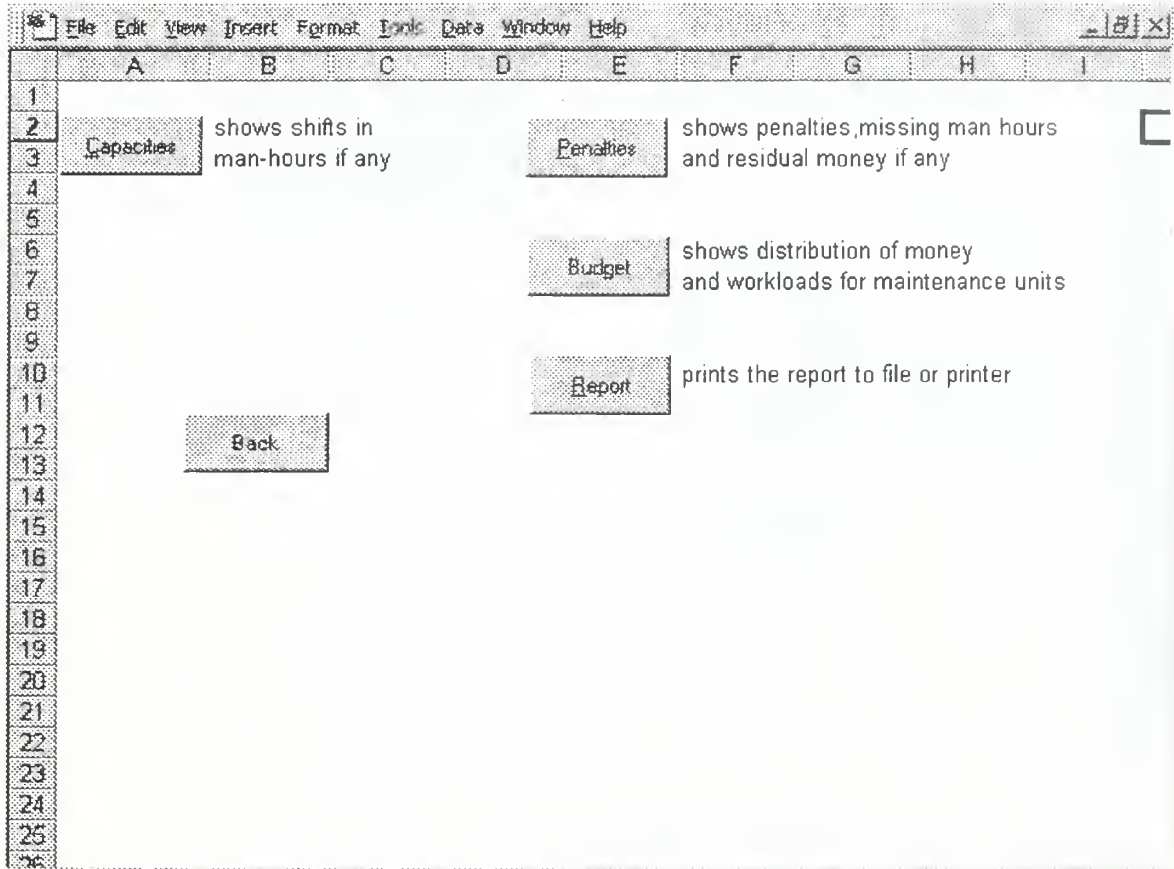 File Edit View Insert Format Tools Data Window Help
A B C D E F G H I
1
2
3
4
5
6
7
8
9
10
11
12
13
14
15
16
17
18
19
20
21
22
23
24
25
26
Capacities
shows shifts in
man-hours if any
Penalties
shows penalties,missing man hours
and residual money if any
Budget
shows distribution of money
and workloads for maintenance units
Report
prints the report to file or printer
Back